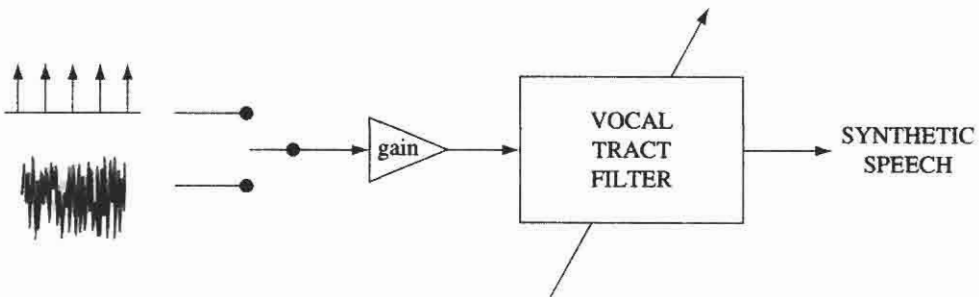 gain
VOCAL
TRACT
FILTER
SYNTHETIC
SPEECH